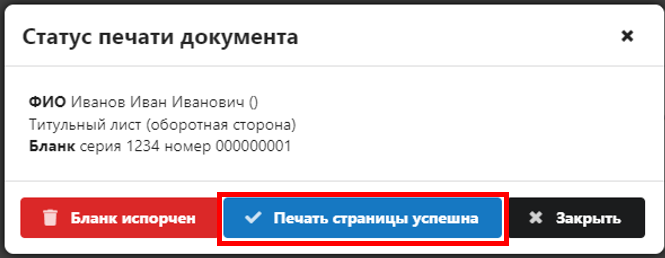 Статус печати документа
ФИО Иванов Иван Иванович ()
Титульный лист (оборотная сторона)
Бланк серия 1234 номер 000000001
Бланк испорчен Печать страницы успешна Закрыть